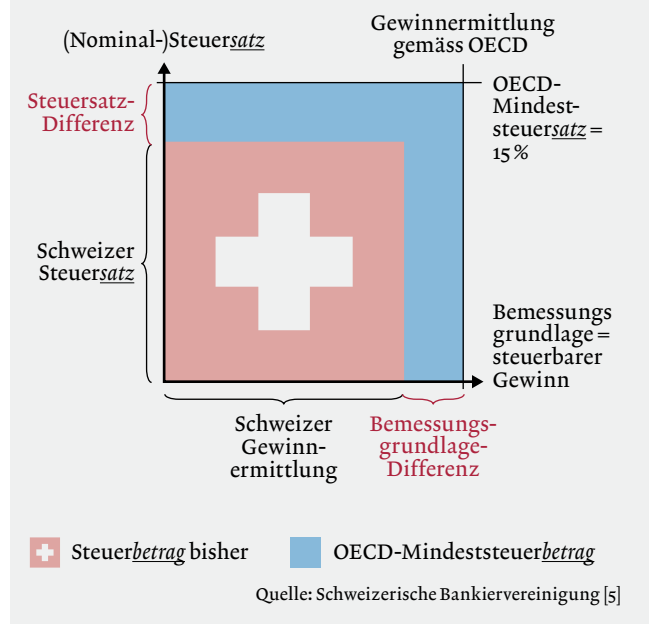 Gewinnermittlung
gemäss OECD
(Nominal-)Steuersatz
OECD-
Mindest-
steuersatz =
15 %
Steuersatz-
Differenz
Schweizer
Steuersatz
Bemessungs
grundlage =
steuerbarer
Gewinn
Schweizer
Gewinn-
ermittlung
Bemessungs-
grundlage-
Differenz
Steuerbetrag bisher
OECD-Mindeststeuerbetrag
Quelle: Schweizerische Bankiervereinigung [5]